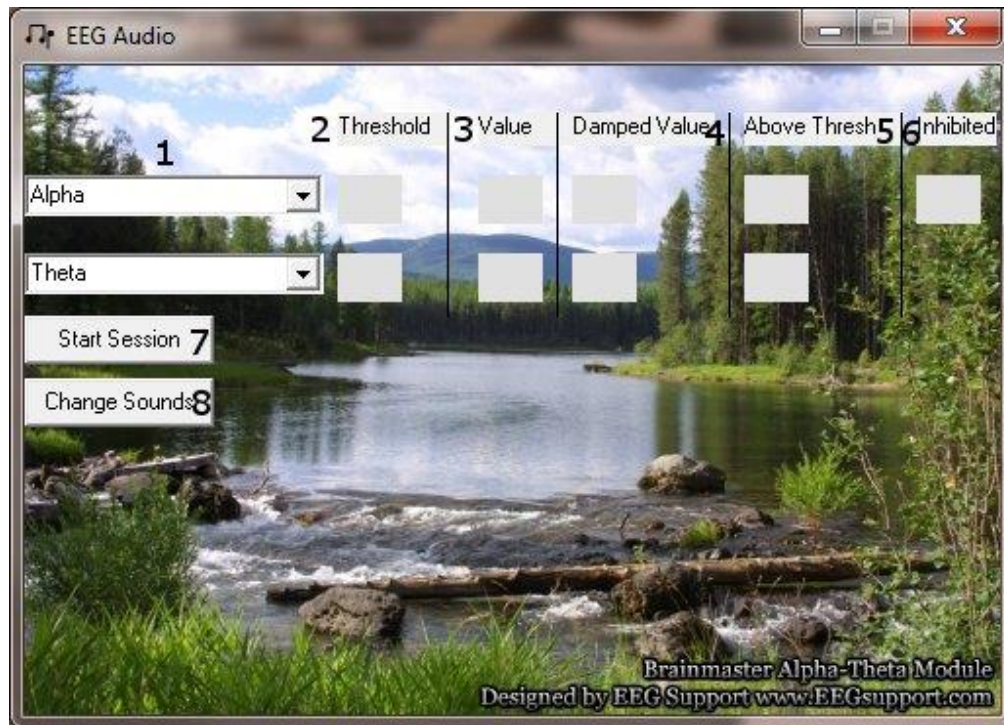 EEG Audio
1
2 Threshold 3 Value Damped Value 4 Above Thresh 5 6 Inhibited
Alpha
Theta
Start Session 7
Change Sounds 8
Brainmaster Alpha-Theta Module
Designed by EEG Support www.EEGsupport.com